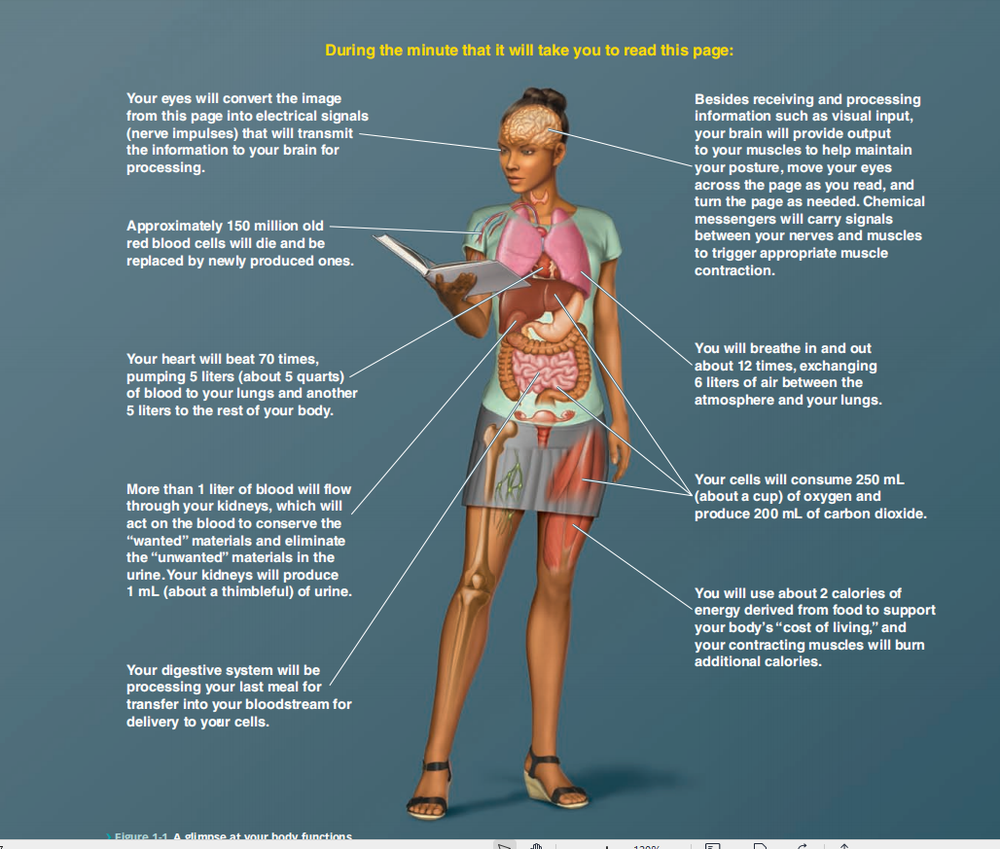 During the minute that it will take you to read this page:
Your eyes will convert the image
from this page into electrical signals
(nerve impulses) that will transmit
the information to your brain for
processing.
Approximately 150 million old
red blood cells will die and be
replaced by newly produced ones.
Your heart will beat 70 times,
pumping 5 liters (about 5 quarts)
of blood to your lungs and another
5 liters to the rest of your body.
More than 1 liter of blood will flow
through your kidneys, which will
act on the blood to conserve the
“wanted” materials and eliminate
the “unwanted” materials in the
urine. Your kidneys will produce
1 mL (about a thimbleful) of urine.
Your digestive system will be
processing your last meal for
transfer into your bloodstream for
delivery to your cells.
Besides receiving and processing
information such as visual input,
your brain will provide output
to your muscles to help maintain
your posture, move your eyes
across the page as you read, and
turn the page as needed. Chemical
messengers will carry signals
between your nerves and muscles
to trigger appropriate muscle
contraction.
You will breathe in and out
about 12 times, exchanging
6 liters of air between the
atmosphere and your lungs.
Your cells will consume 250 mL
(about a cup) of oxygen and
produce 200 mL of carbon dioxide.
You will use about 2 calories of
energy derived from food to support
your body’s “cost of living,” and
your contracting muscles will burn
additional calories.
Figure 1-1 A glimpse at your body functions